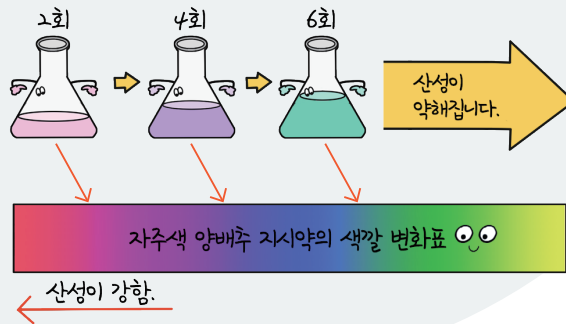 2회 4회 6회
산성이
약해집니다.
자주색 양배추 지시약의 색깔 변화표
산성이 강함.